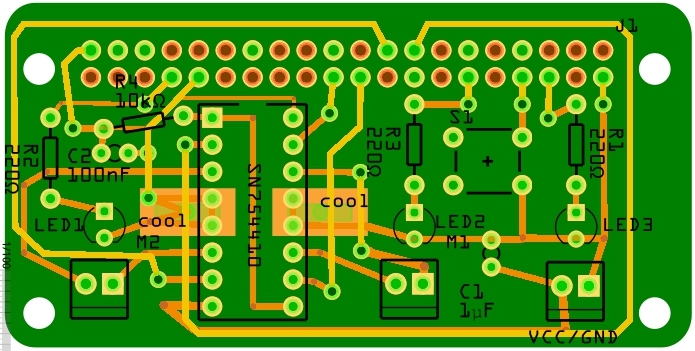 J1
R4
10kΩ
S1
R3
220Ω
R1
220Ω
R2
220Ω
C2
100nF
SN754410
cool
cool
LED1
M2
LED2
M1
LED3
C1
1μF
VCC/GND